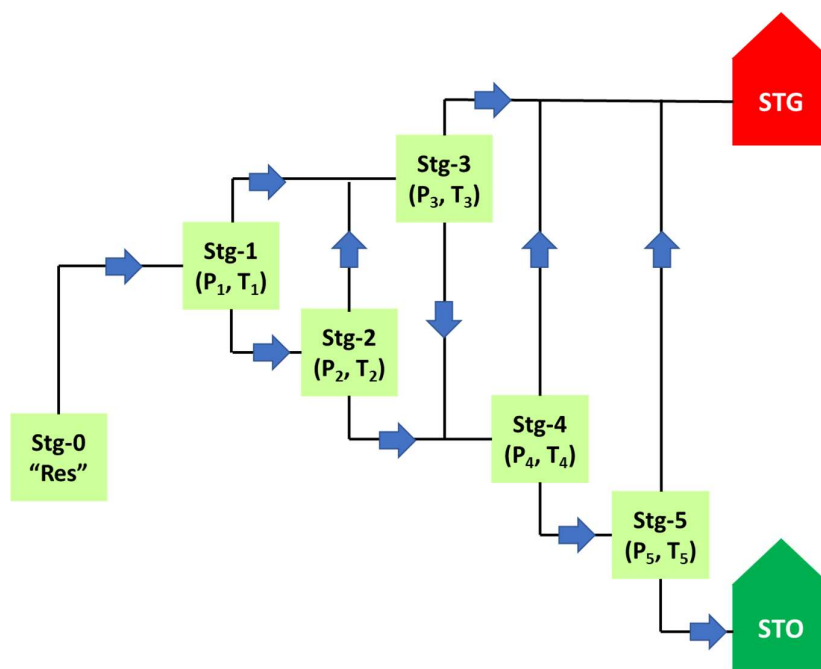 STG
Stg-3
(P₃, T₃)
Stg-1
(P₁, T₁)
Stg-2
(P₂, T₂)
Stg-0
“Res”
Stg-4
(P₄, T₄)
Stg-5
(P₅, T₅)
STO